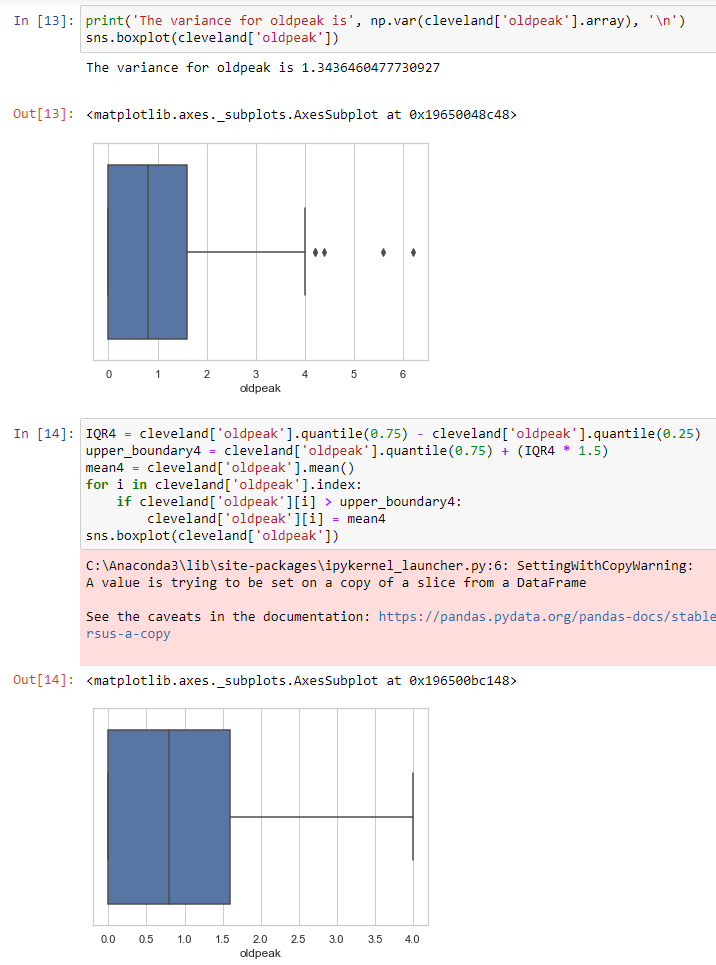 In [13]: print('The variance for oldpeak is', np.var(cleveland['oldpeak'].array), '\n')
sns.boxplot(cleveland['oldpeak'])
The variance for oldpeak is 1.3436460477730927
Out[13]: <matplotlib.axes._subplots.AxesSubplot at 0x19650048c48>
0 1 2 3 4 5 6
oldpeak
In [14]: IQR4 = cleveland['oldpeak'].quantile(0.75) - cleveland['oldpeak'].quantile(0.25)
upper_boundary4 = cleveland['oldpeak'].quantile(0.75) + (IQR4 * 1.5)
mean4 = cleveland['oldpeak'].mean()
for i in cleveland['oldpeak'].index:
    if cleveland['oldpeak'][i] > upper_boundary4:
        cleveland['oldpeak'][i] = mean4
sns.boxplot(cleveland['oldpeak'])
C:\Anaconda3\lib\site-packages\ipykernel_launcher.py:6: SettingWithCopyWarning:
A value is trying to be set on a copy of a slice from a DataFrame
See the caveats in the documentation: https://pandas.pydata.org/pandas-docs/stable
rsus-a-copy
Out[14]: <matplotlib.axes._subplots.AxesSubplot at 0x196500bc148>
0.0 0.5 1.0 1.5 2.0 2.5 3.0 3.5 4.0
oldpeak